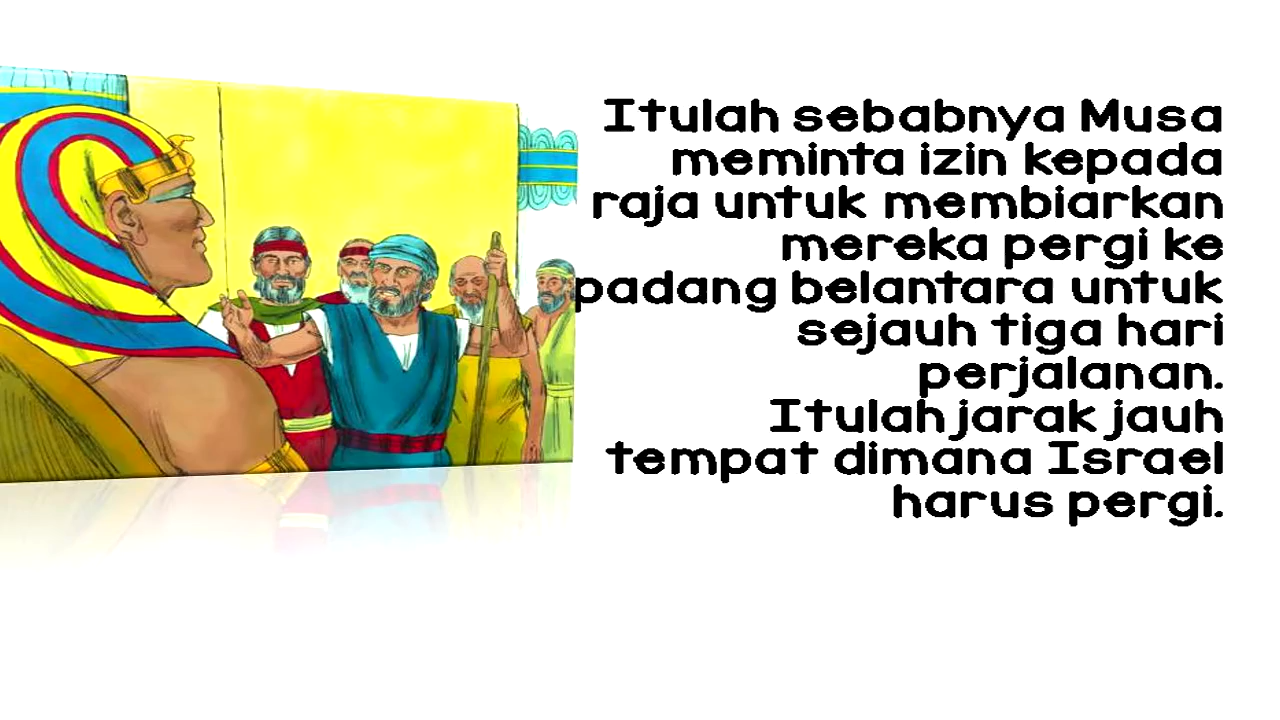 Itulah sebabnya Musa
meminta izin kepada
raja untuk membiarkan
mereka pergi ke
padang belantara untuk
sejauh tiga hari
perjalanan.
Itulah jarak jauh
tempat dimana Israel
harus pergi.